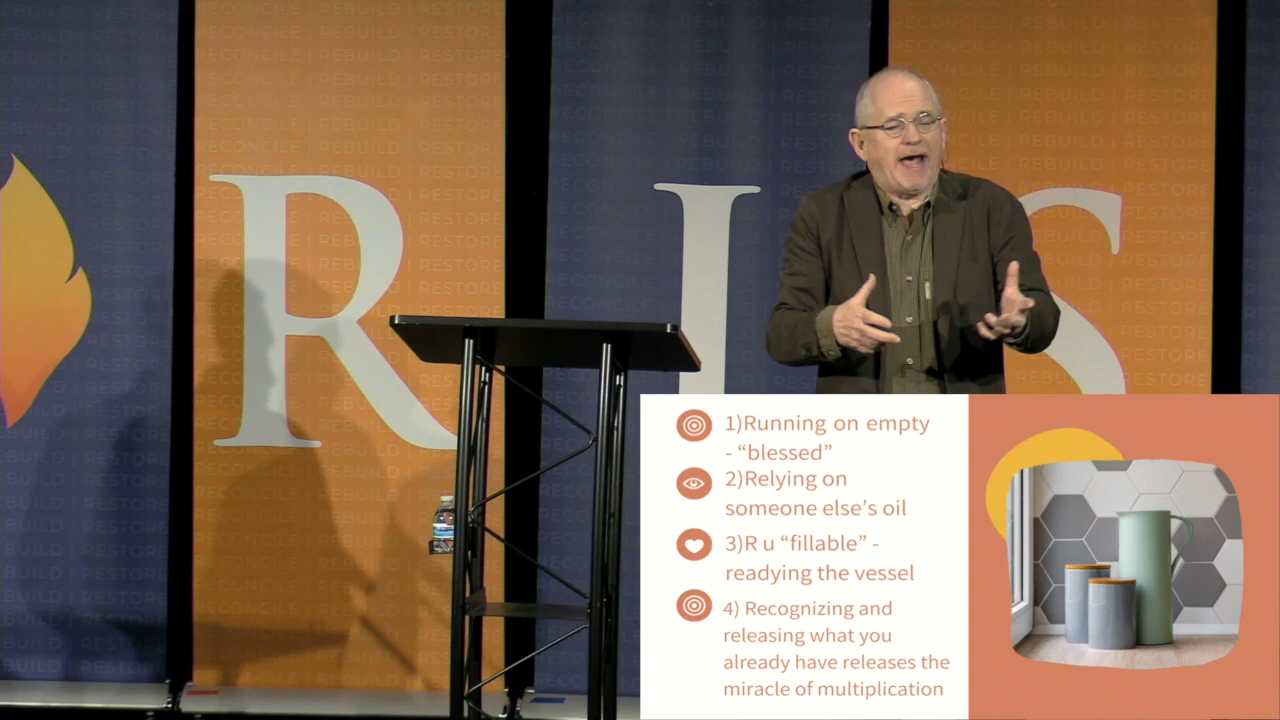 RECONCILE | REBUILD | RESTORE
R I S
1)Running on empty
- “blessed”
2)Relying on
someone else’s oil
3)R u “fillable” -
readying the vessel
4) Recognizing and
releasing what you
already have releases the
miracle of multiplication